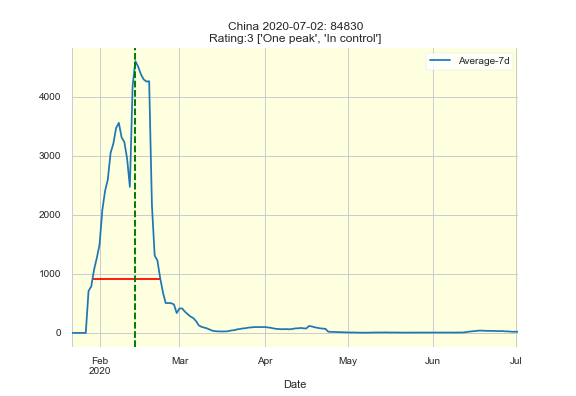 China 2020-07-02: 84830
Rating:3 ['One peak', 'In control']
Average-7d
4000
3000
2000
1000
0
Feb Mar Apr May Jun Jul
2020
Date